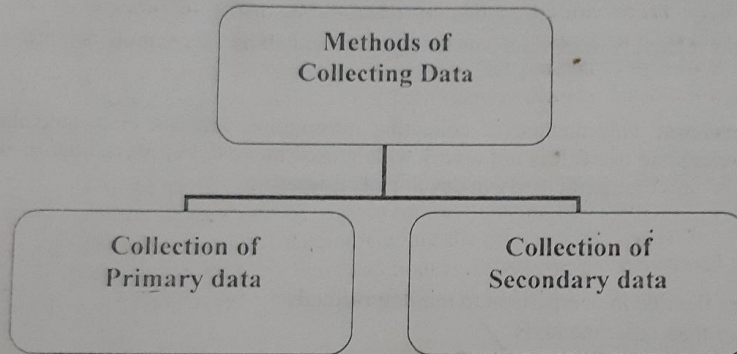 Methods of
Collecting Data
Collection of
Primary data
Collection of
Secondary data